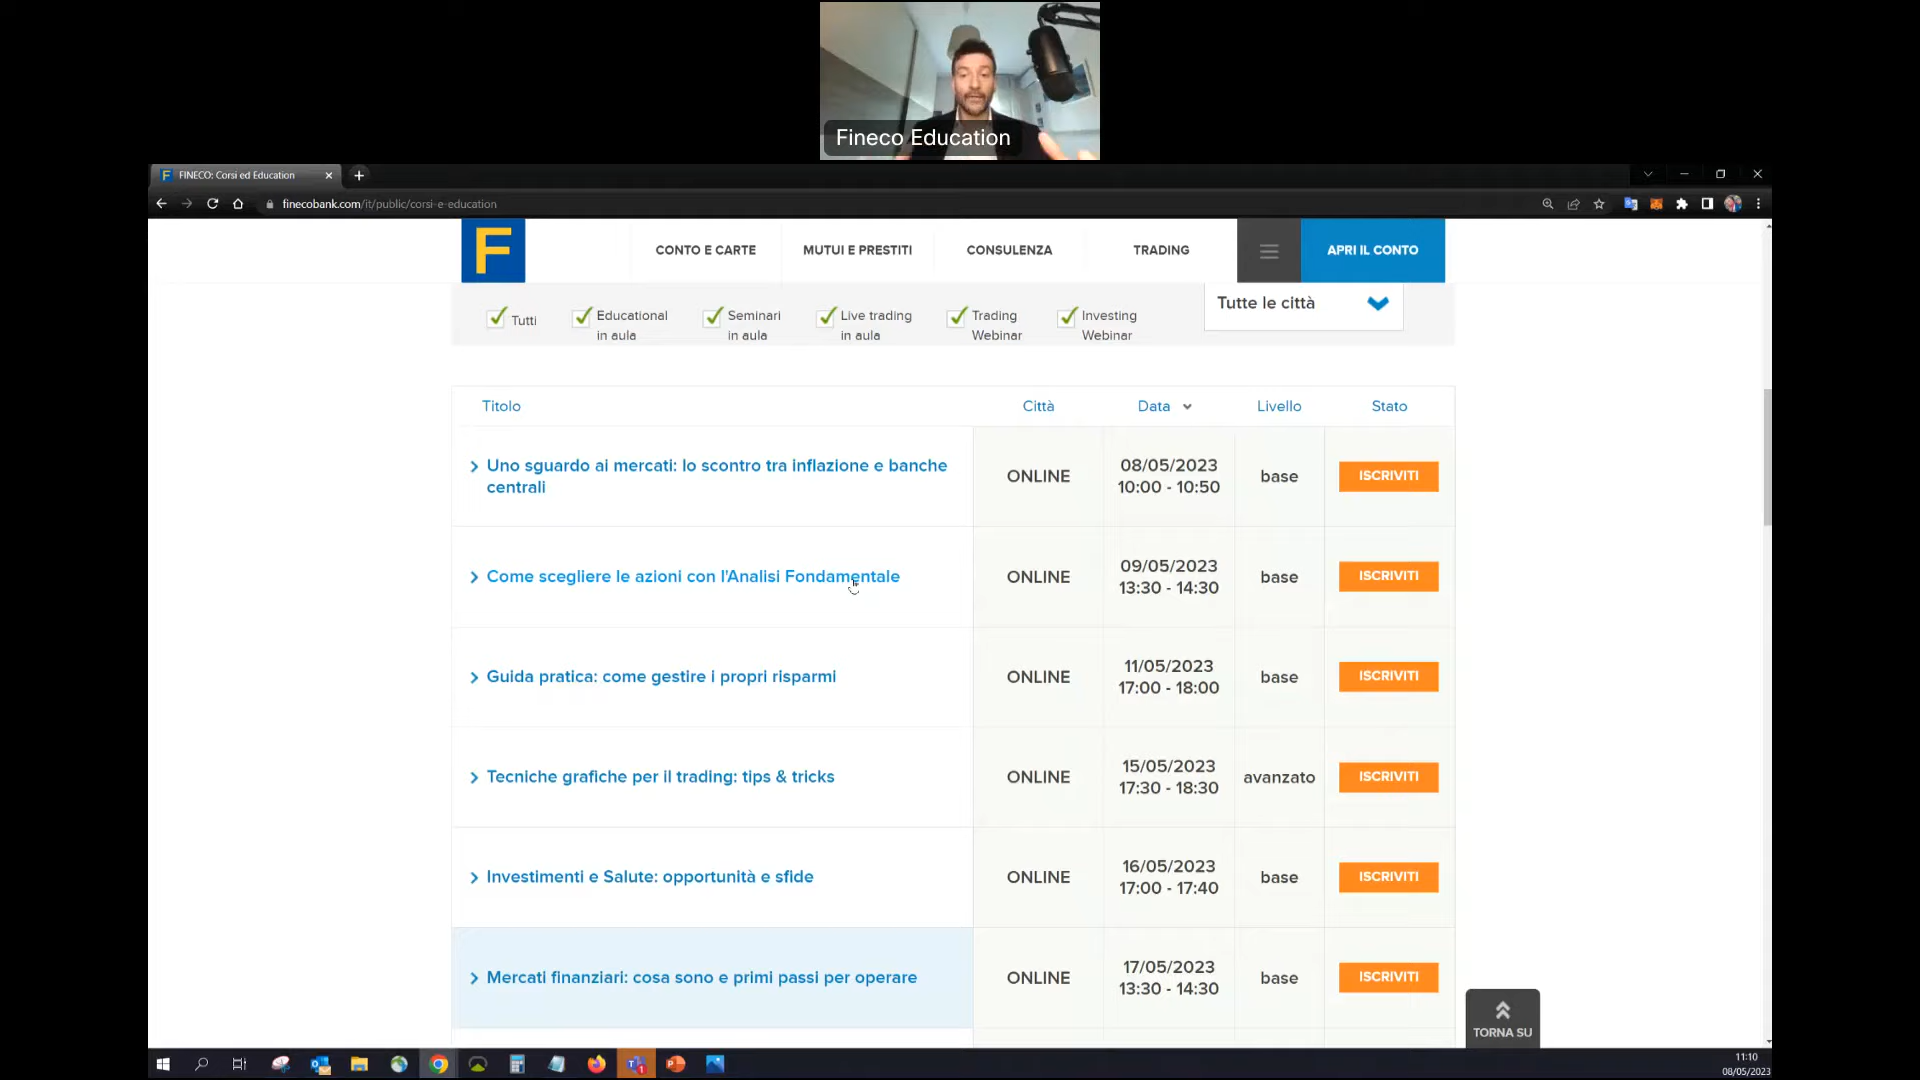 Fineco Education
FINECO: Corsi ed Education
finecobank.com/it/public/corsi-e-education
F
CONTO E CARTE
MUTUI E PRESTITI
CONSULENZA
TRADING
APRI IL CONTO
Tutti
Educational
in aula
Seminari
in aula
Live trading
in aula
Trading
Webinar
Investing
Webinar
Tutte le città
Titolo
Città
Data
Livello
Stato
Uno sguardo ai mercati: lo scontro tra inflazione e banche
centrali
ONLINE
08/05/2023
10:00 - 10:50
base
ISCRIVITI
Come scegliere le azioni con l'Analisi Fondamentale
ONLINE
09/05/2023
13:30 - 14:30
base
ISCRIVITI
Guida pratica: come gestire i propri risparmi
ONLINE
11/05/2023
17:00 - 18:00
base
ISCRIVITI
Tecniche grafiche per il trading: tips & tricks
ONLINE
15/05/2023
17:30 - 18:30
avanzato
ISCRIVITI
Investimenti e Salute: opportunità e sfide
ONLINE
16/05/2023
17:00 - 17:40
base
ISCRIVITI
Mercati finanziari: cosa sono e primi passi per operare
ONLINE
17/05/2023
13:30 - 14:30
base
ISCRIVITI
TORNA SU
11:10
08/05/2023